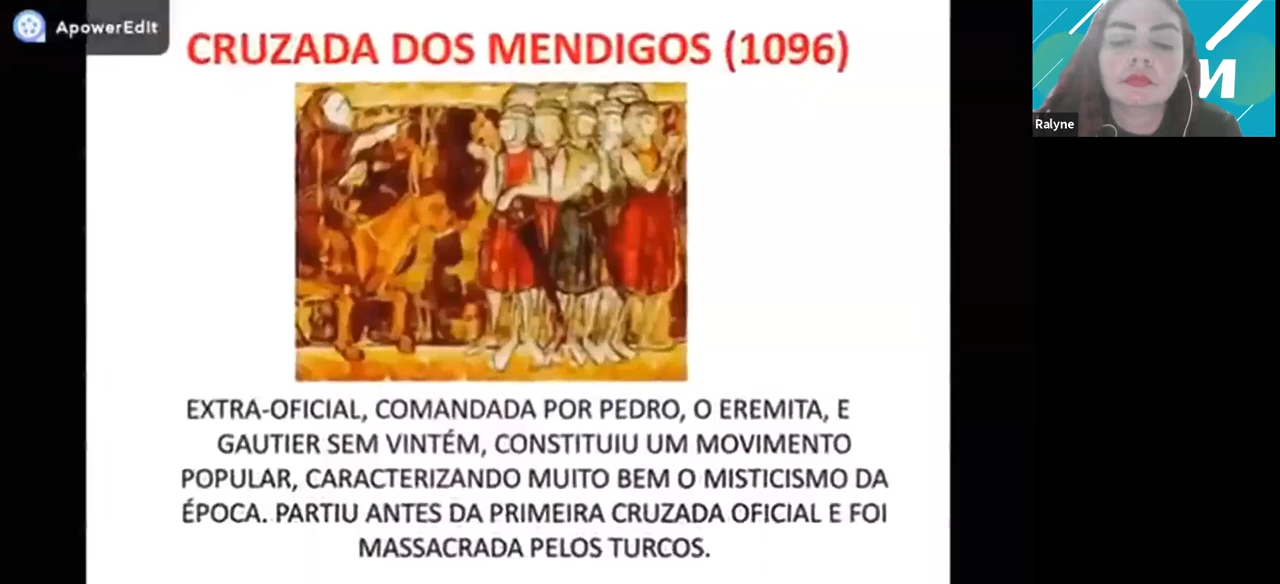 ApowerEdit
CRUZADA DOS MENDIGOS (1096)
Ralyne
EXTRA-OFICIAL, COMANDADA POR PEDRO, O EREMITA, E
GAUTIER SEM VINTÉM, CONSTITUIU UM MOVIMENTO
POPULAR, CARACTERIZANDO MUITO BEM O MISTICISMO DA
ÉPOCA. PARTIU ANTES DA PRIMEIRA CRUZADA OFICIAL E FOI
MASSACRADA PELOS TURCOS.